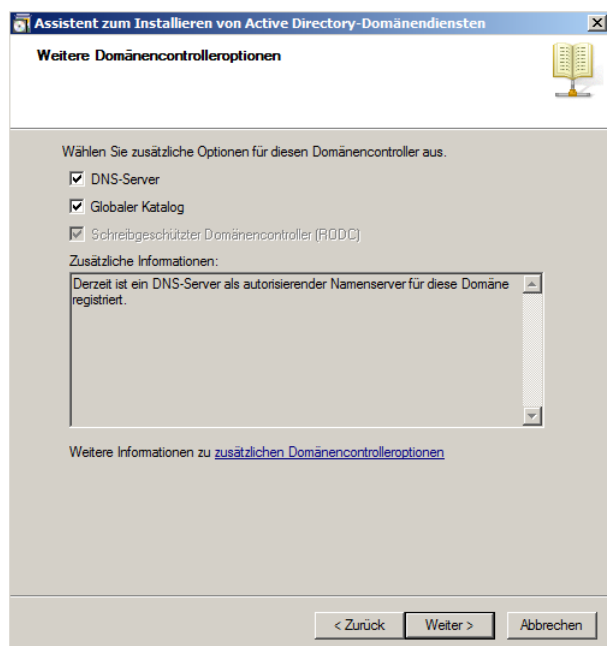 Assistent zum Installieren von Active Directory-Domänendiensten
Weitere Domänencontrolleroptionen
Wählen Sie zusätzliche Optionen für diesen Domänencontroller aus.
DNS-Server
Globaler Katalog
Schreibgeschützter Domänencontroller (RODC)
Zusätzliche Informationen:
Derzeit ist ein DNS-Server als autorisierender Namenserver für diese Domäne
registriert.
Weitere Informationen zu zusätzlichen Domänencontrolleroptionen
< Zurück Weiter > Abbrechen